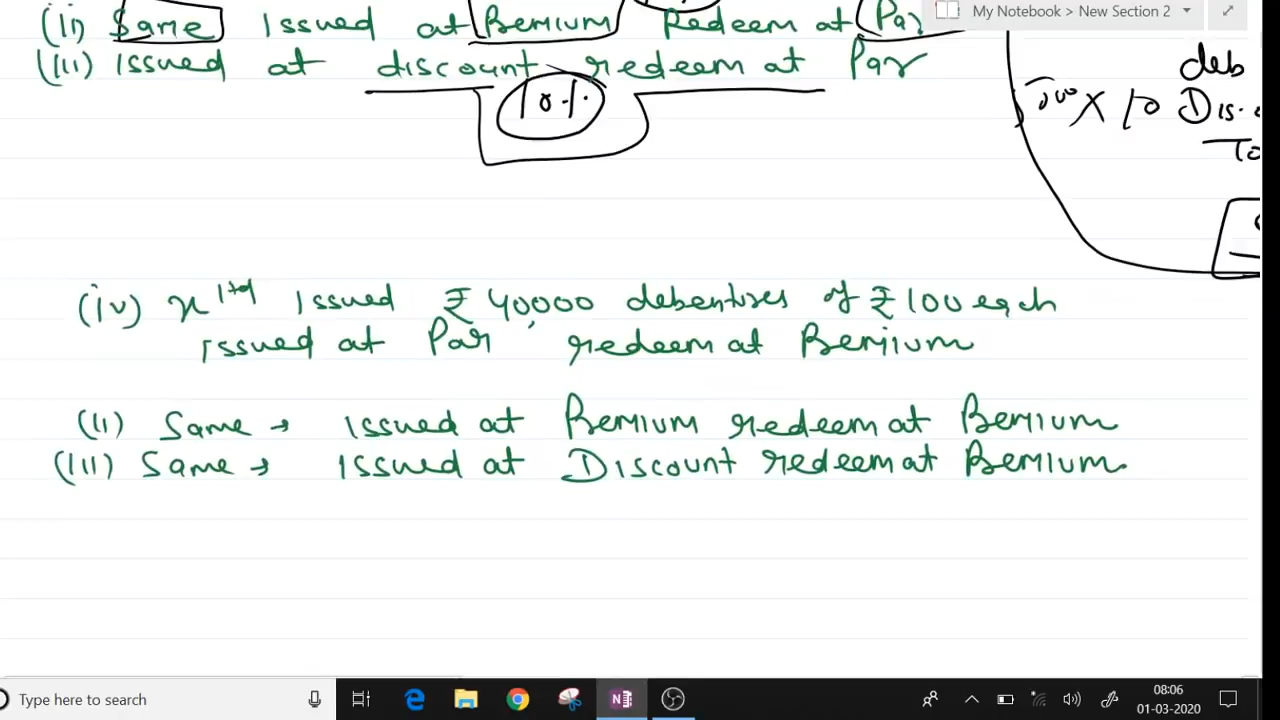 My Notebook > New Section 2
(ii) Same Issued at Premium Redeem at Par
(iii) Issued at discount redeem at Par
10%
deb
X 10 Dis.
To
(iv) x ltd Issued ₹ 40000 debentures of ₹ 100 each
issued at Par, redeem at Premium
(ii) Same → Issued at Premium redeem at Premium
(iii) Same → Issued at Discount redeem at Premium.
Type here to search
08:06
01-03-2020